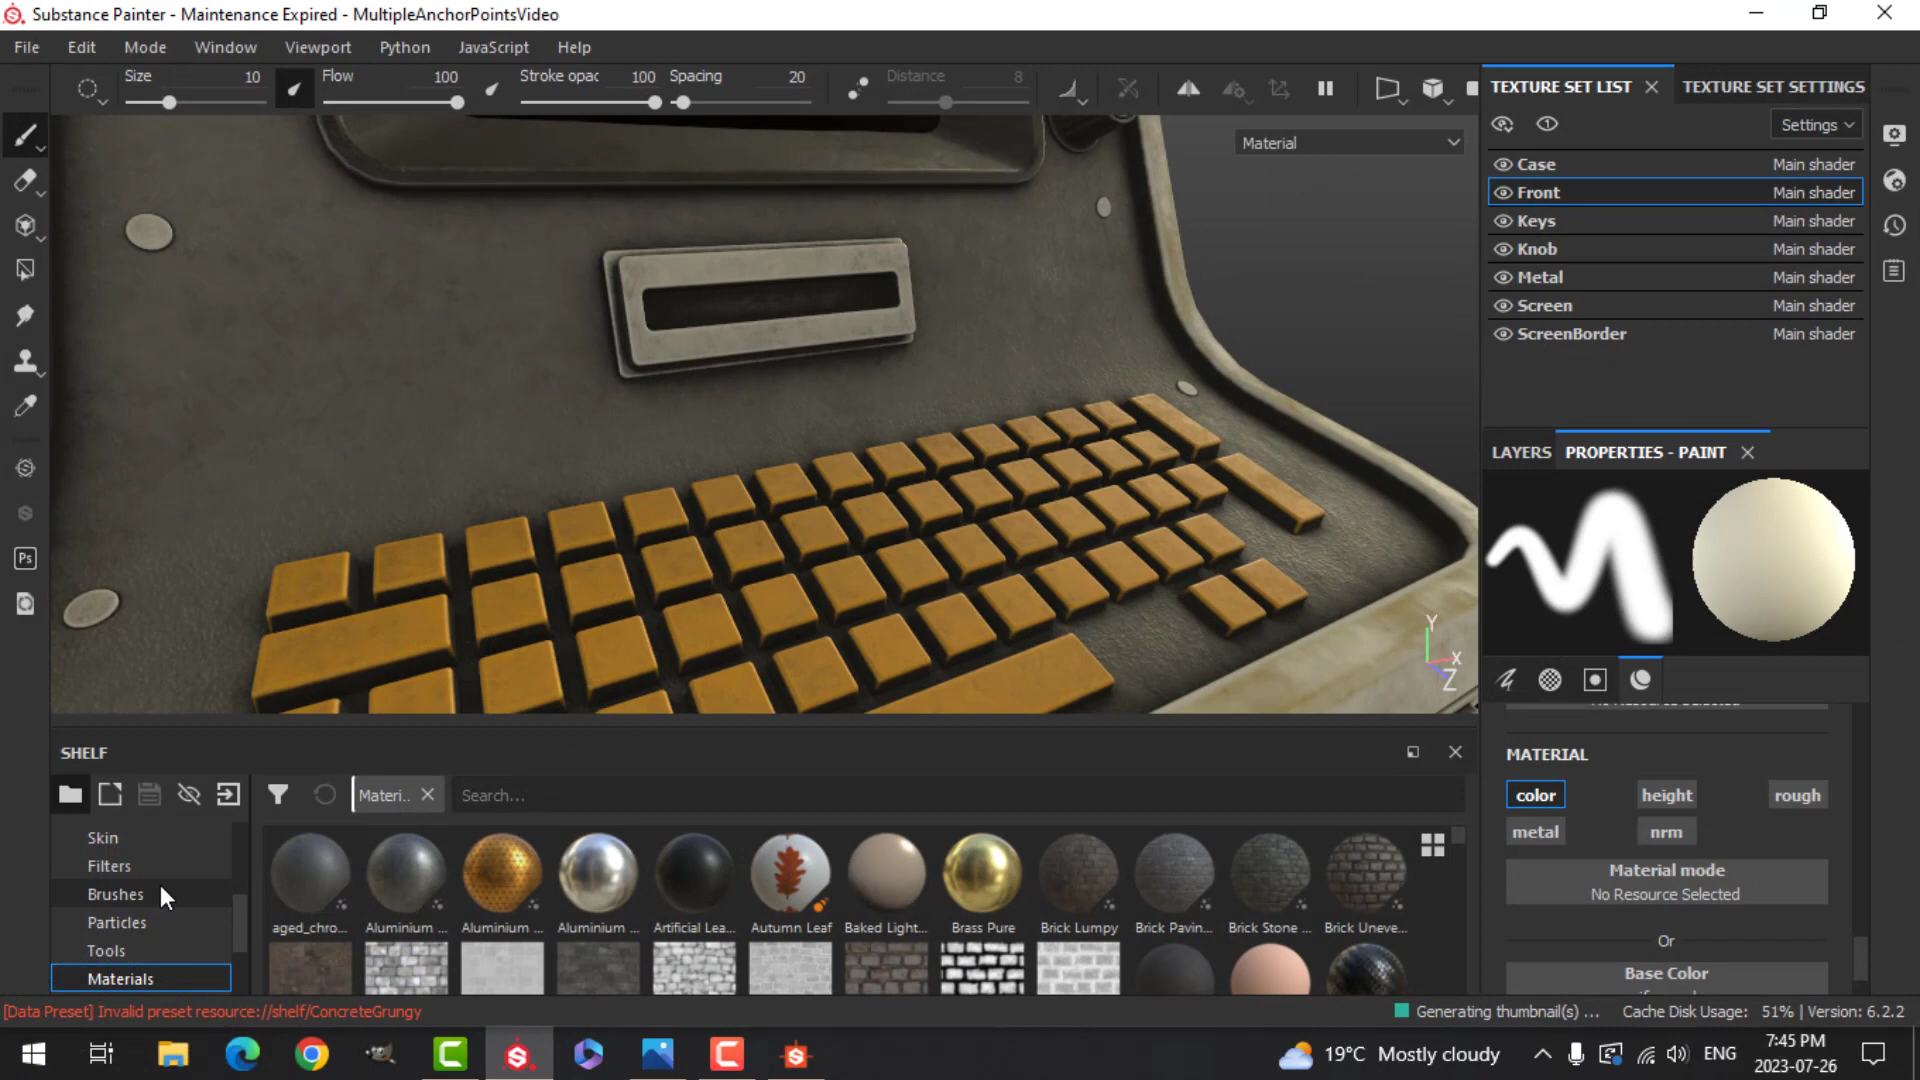 Substance Painter - Maintenance Expired - MultipleAnchorPointsVideo
File Edit Mode Window Viewport Python JavaScript Help
Size 10 Flow 100 Stroke opac 100 Spacing 20 Distance 8
Material
TEXTURE SET LIST TEXTURE SET SETTINGS
Settings
Case Main shader
Front Main shader
Keys Main shader
Knob Main shader
Metal Main shader
Screen Main shader
ScreenBorder Main shader
LAYERS PROPERTIES - PAINT
Ps
Y
X
Z
MATERIAL
color height rough
metal nrm
Material mode
No Resource Selected
Or
Base Color
SHELF
Materi.. Search...
Skin
Filters
Brushes
Particles
Tools
Materials
aged_chro... Aluminium ... Aluminium ... Aluminium ... Artificial Lea... Autumn Leaf Baked Light... Brass Pure Brick Lumpy Brick Pavin... Brick Stone ... Brick Uneve...
[Data Preset] Invalid preset resource://shelf/ConcreteGrungy
Generating thumbnail(s) ... Cache Disk Usage: 51% | Version: 6.2.2
19°C Mostly cloudy ENG 7:45 PM
2023-07-26